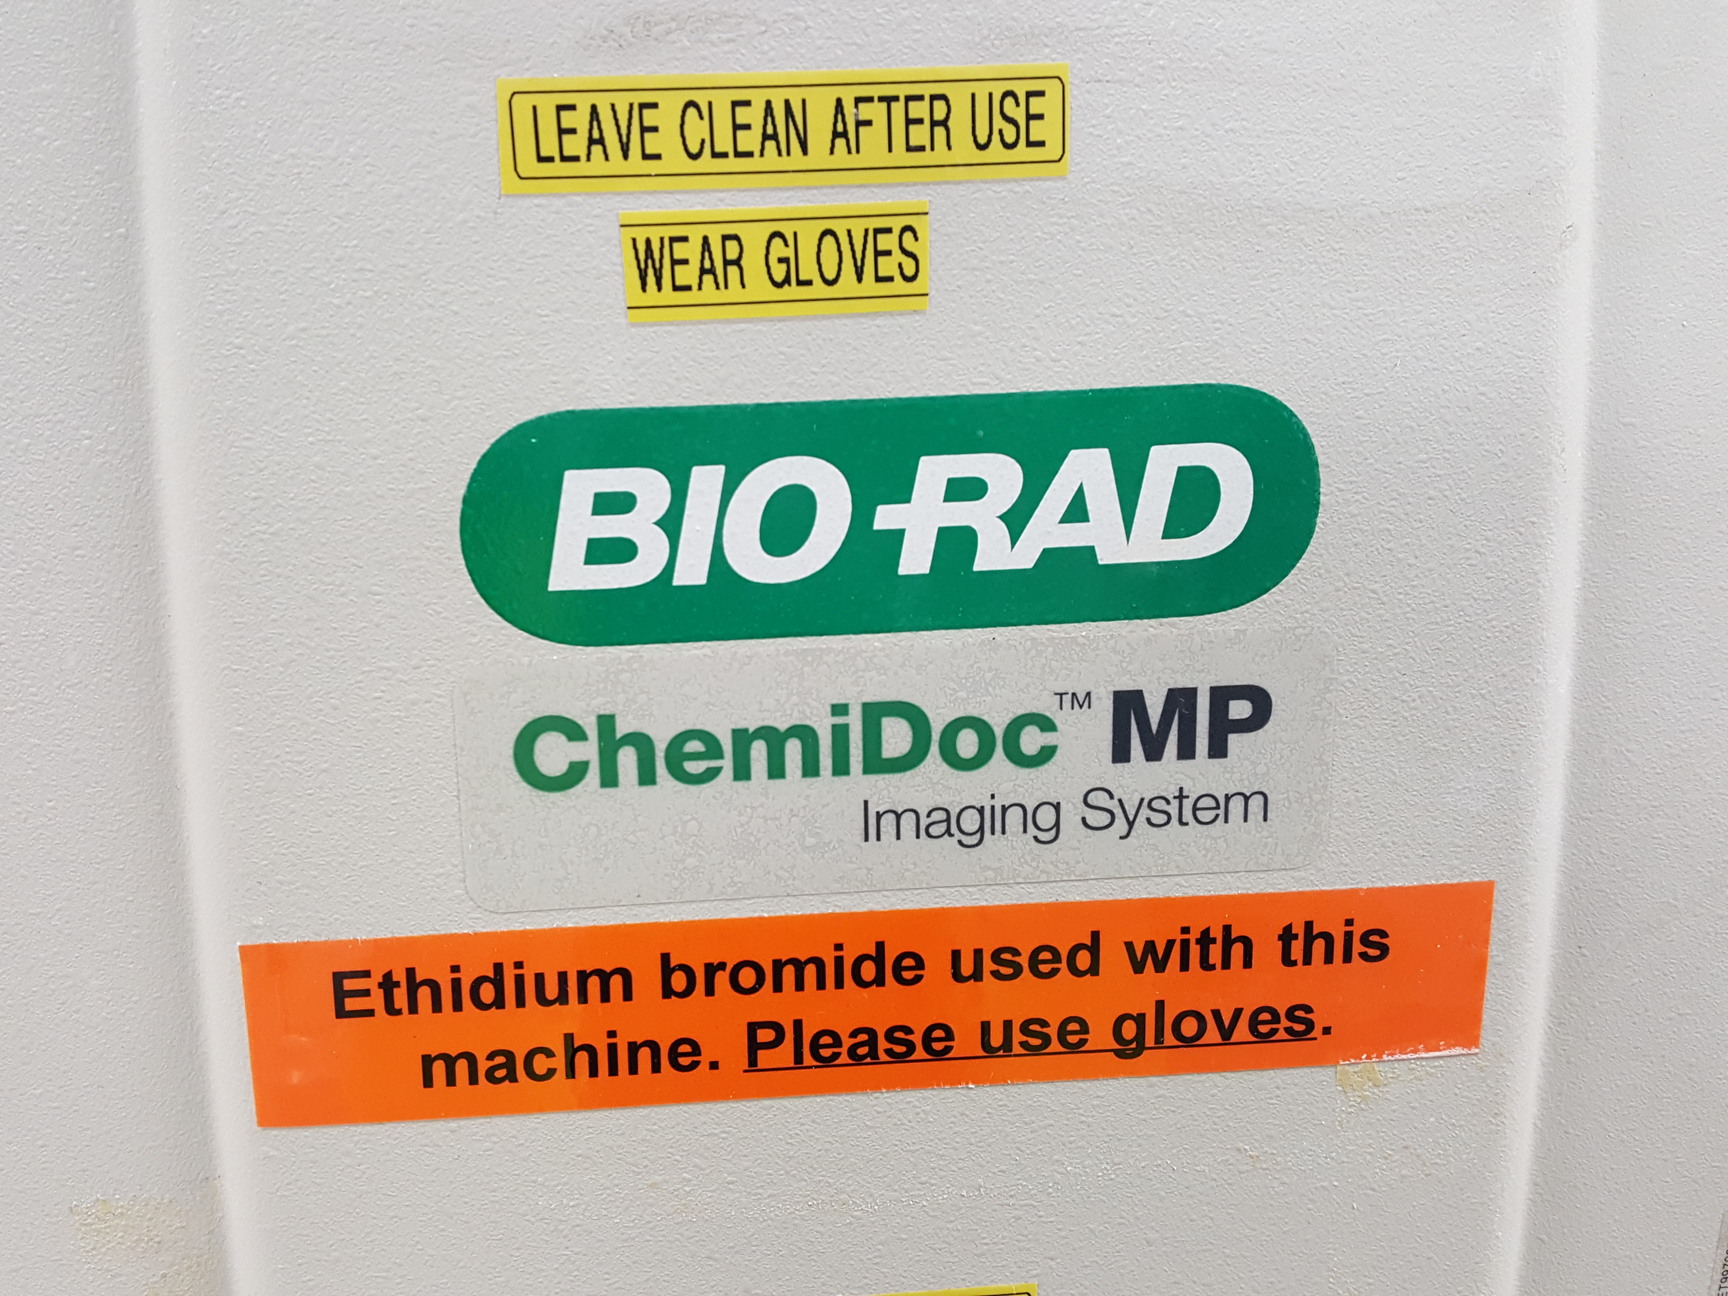 LEAVE CLEAN AFTER USE
WEAR GLOVES
BIO-RAD
ChemiDoc™ MP
Imaging System
Ethidium bromide used with this
machine. Please use gloves.